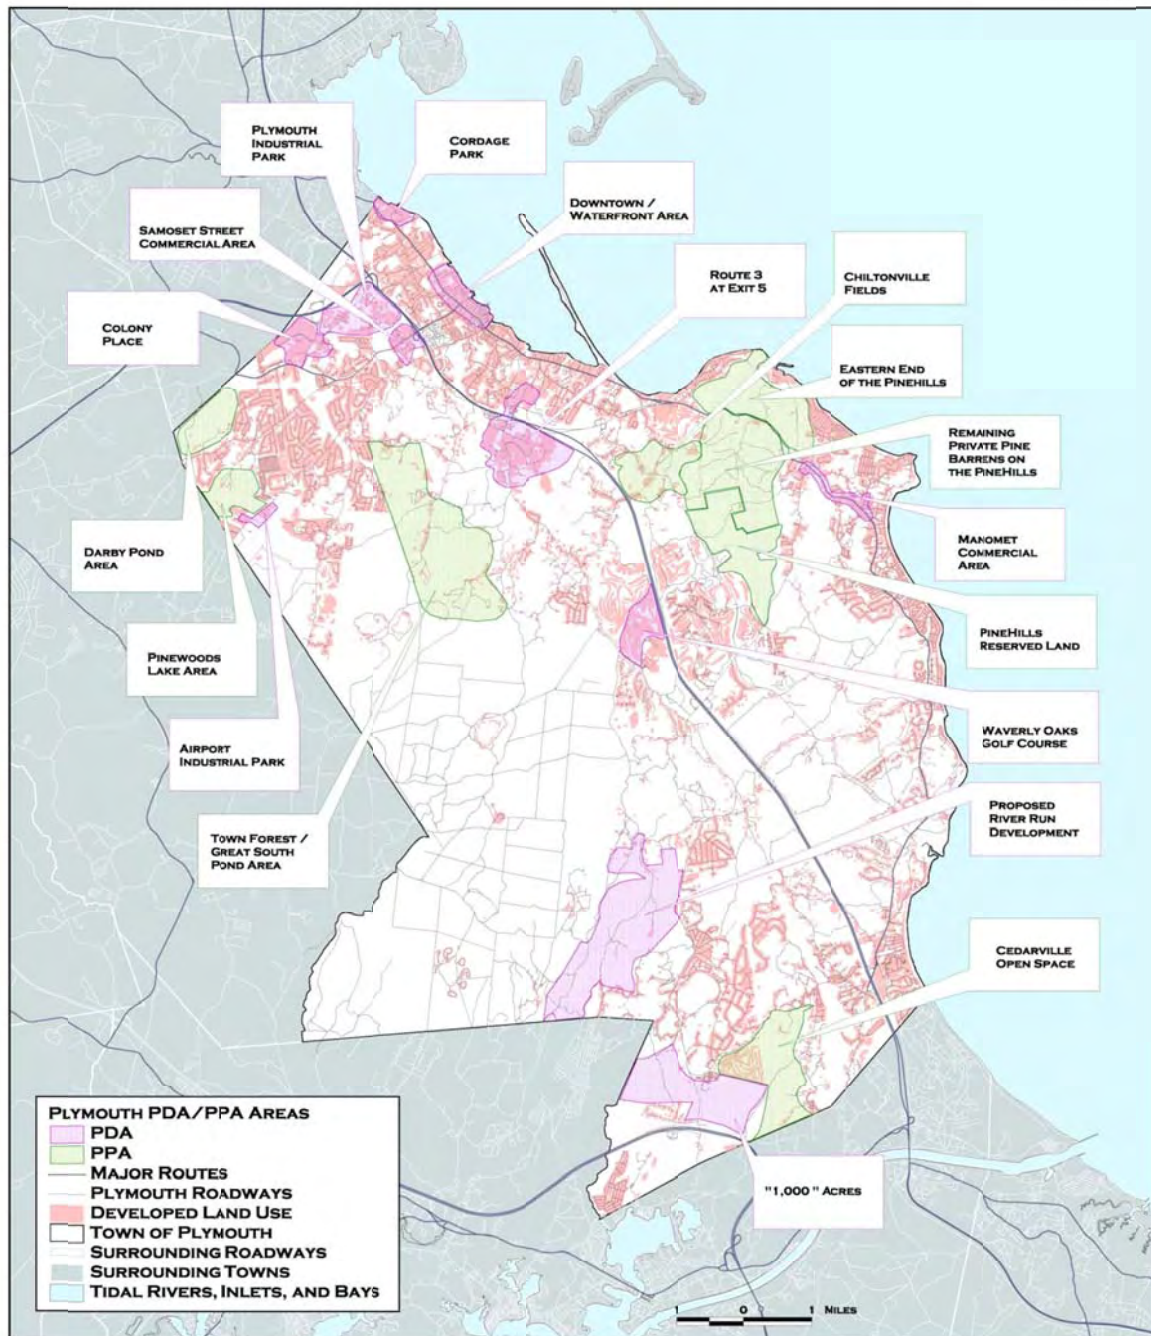 PLYMOUTH
INDUSTRIAL
PARK
CORDAGE
PARK
SAMOSET STREET
COMMERCIAL AREA
DOWNTOWN /
WATERFRONT AREA
ROUTE 3
AT EXIT 5
CHILTONVILLE
FIELDS
COLONY
PLACE
EASTERN END
OF THE PINEHILLS
REMAINING
PRIVATE PINE
BARRENS ON
THE PINEHILLS
DARBY POND
AREA
MANOMET
COMMERCIAL
AREA
PINEWOODS
LAKE AREA
PINEHILLS
RESERVED LAND
AIRPORT
INDUSTRIAL PARK
WAVERLY OAKS
GOLF COURSE
TOWN FOREST /
GREAT SOUTH
POND AREA
PROPOSED
RIVER RUN
DEVELOPMENT
CEDARVILLE
OPEN SPACE
"1,000" ACRES
PLYMOUTH PDA/PPA AREAS
PDA
PPA
MAJOR ROUTES
PLYMOUTH ROADWAYS
DEVELOPED LAND USE
TOWN OF PLYMOUTH
SURROUNDING ROADWAYS
SURROUNDING TOWNS
TIDAL RIVERS, INLETS, AND BAYS
1 0 1 MILES